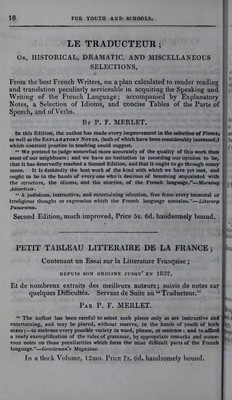 16 FOR YOUTH AND SCHOOLS.
LE TRADUCTEUR;
Or, HISTORICAL, DRAMATIC, AND MISCELLANEOUS
SELECTIONS,
From the best French Writers, on a plan calculated to render reading
and translation peculiarly serviceable in acquiring the Speaking and
Writing of the French Language; accompanied by Explanatory
Notes, a Selection of Idioms, and concise Tables of the Parts of
Speech, and of Verbs.
By P. F. MERLET.
In this Edition, the author has made every improvement in the selection of Pieces,
as well as the Explanatory Notes, (both of which have been considerably increased,)
which constant practice in teaching could suggest.
"We pretend to judge somewhat more accurately of the quality of this work than
most of our neighbours; and we have no hesitation in recording our opinion to be,
that it has deservedly reached a Second Edition, and that it ought to go through many
more. It is decidedly the best work of the kind with which we have yet met, and
ought to be in the hands of every one who is desirous of becoming acquainted with
the structure, the idioms, and the niceties, of the French language."—Morning
Advertiser.
"A judicious, instructive, and entertaining selection, free from every immoral or
irreligious thought or expression which the French language contains."—Literary
Panorama.
Second Edition, much improved, Price 5s. 6d. handsomely bound.
PETIT TABLEAU LITTERAIRE DE LA FRANCE;
Contenant un Essai sur la Litterature Française;
DEPUIS SON ORIGINE JUSQU' EN 1832,
Et de nombreux extraits des meilleurs auteurs; suivis de notes sur
quelques Difficultés. Servant de Suite au "Traducteur."
Par P. F. MERLET.
"The author has been careful to select such pieces only as are instructive and
entertaining, and may be placed, without reserve, in the hands of youth of both
sexes:—to embrace every possible variety in word, phrase, or sentence; and to afford
a ready exemplification of the rules of grammar, by appropriate remarks and numerous
notes on those peculiarities which form the most difficult parts of the French
language."—Gentleman's Magazine.
In a thick Volume, 12mo. Price 7s. 6d. handsomely bound.